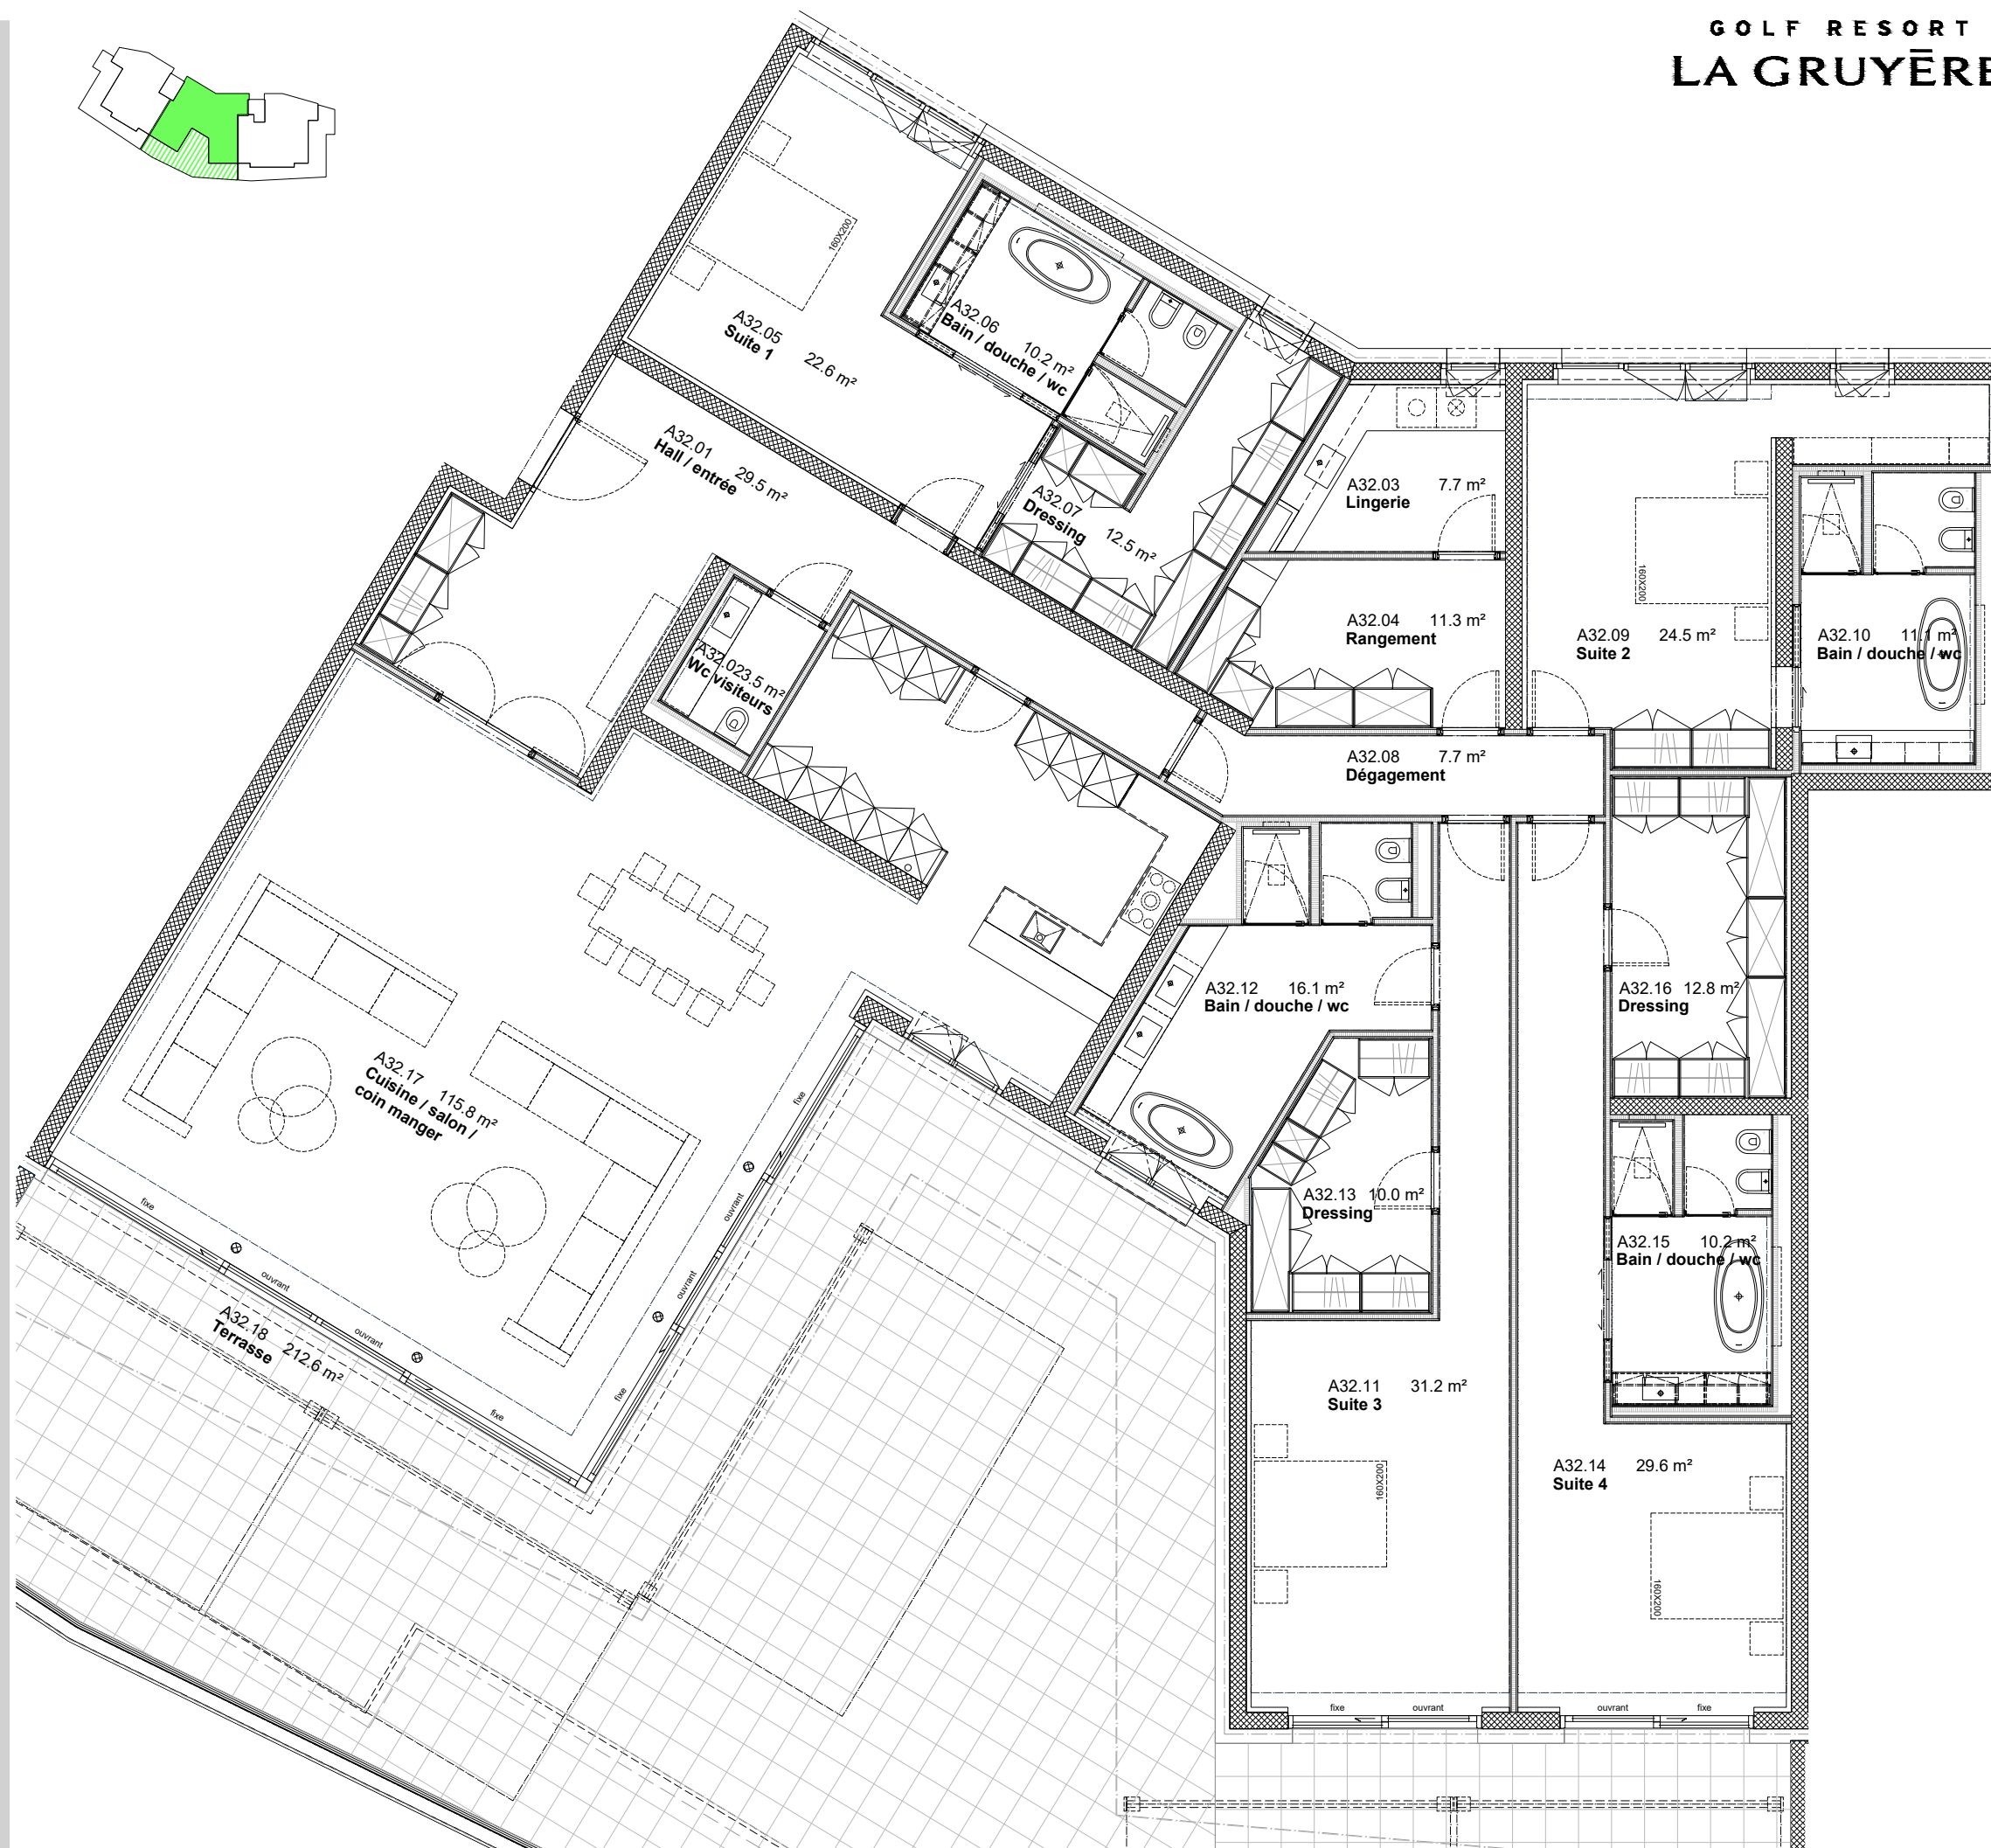 GOLF RESORT
LA GRUYĒRE
160X200
A32.05
Suite 1 22.6 m²
A32.06
Bain / douche / wc
10.2 m²
A32.01
Hall / entrée
29.5 m²
A32.07
Dressing
12.5 m²
A32.03 7.7 m²
Lingerie
A32.04 11.3 m²
Rangement
160X200
A32.09 24.5 m²
Suite 2
A32.10 11.1 m²
Bain / douche / wc
A32.02 3.5 m²
Wc visiteurs
A32.08 7.7 m²
Dégagement
A32.12 16.1 m²
Bain / douche / wc
A32.16 12.8 m²
Dressing
A32.17 115.8 m²
Cuisine / salon /
coin manger
A32.13 10.0 m²
Dressing
A32.15 10.2 m²
Bain / douche / wc
fixe
ouvrant
ouvrant
fixe
fixe
ouvrant
ouvrant
fixe
A32.18 212.6 m²
Terrasse
A32.11 31.2 m²
Suite 3
160X200
A32.14 29.6 m²
Suite 4
160X200
fixe
ouvrant
ouvrant
fixe